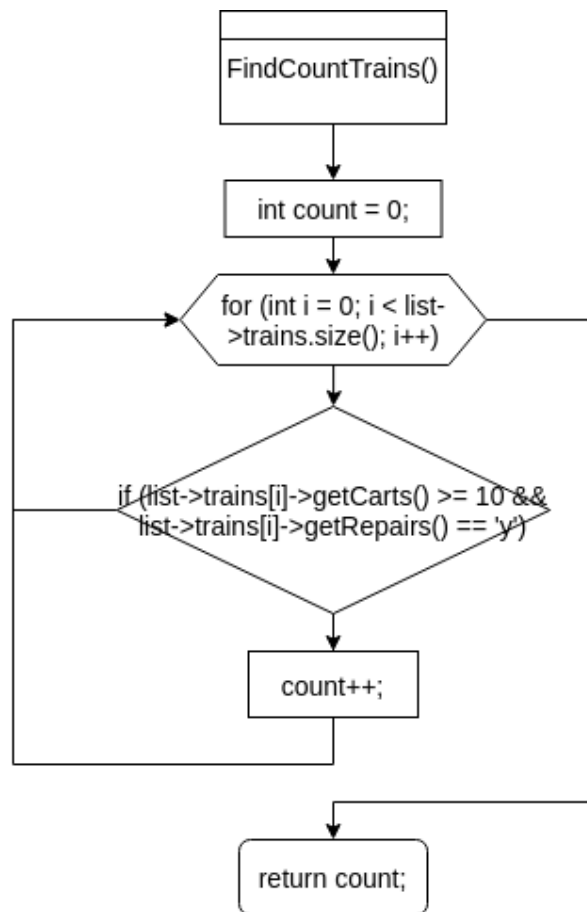 FindCountTrains()
int count = 0;
for (int i = 0; i < list-
>trains.size(); i++)
if (list->trains[i]->getCarts() >= 10 &&
list->trains[i]->getRepairs() == 'y')
count++;
return count;